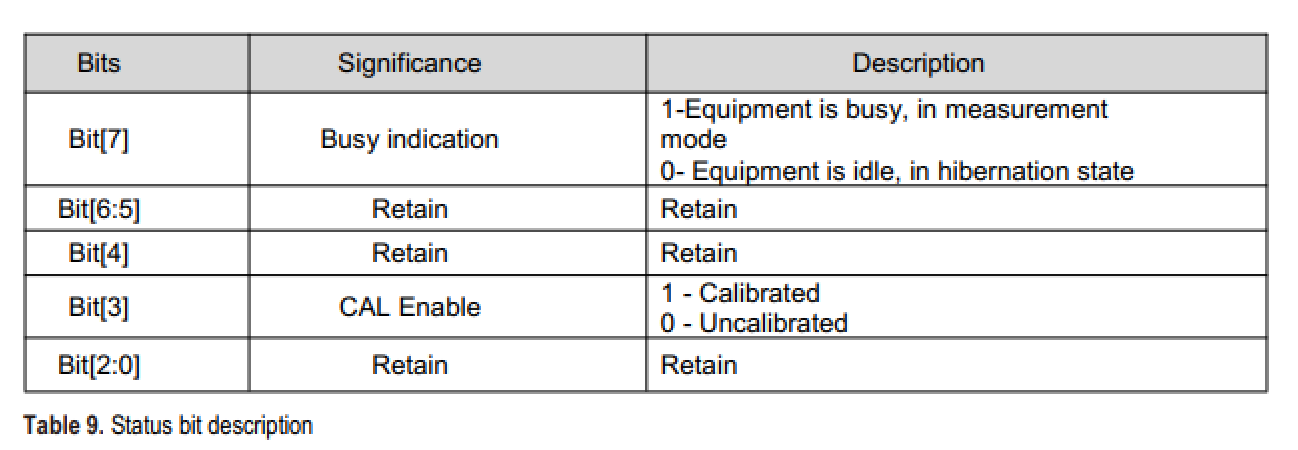 Bits Significance Description
Bit[7] Busy indication 1-Equipment is busy, in measurement
mode
0- Equipment is idle, in hibernation state
Bit[6:5] Retain Retain
Bit[4] Retain Retain
Bit[3] CAL Enable 1 - Calibrated
0 - Uncalibrated
Bit[2:0] Retain Retain
Table 9. Status bit description